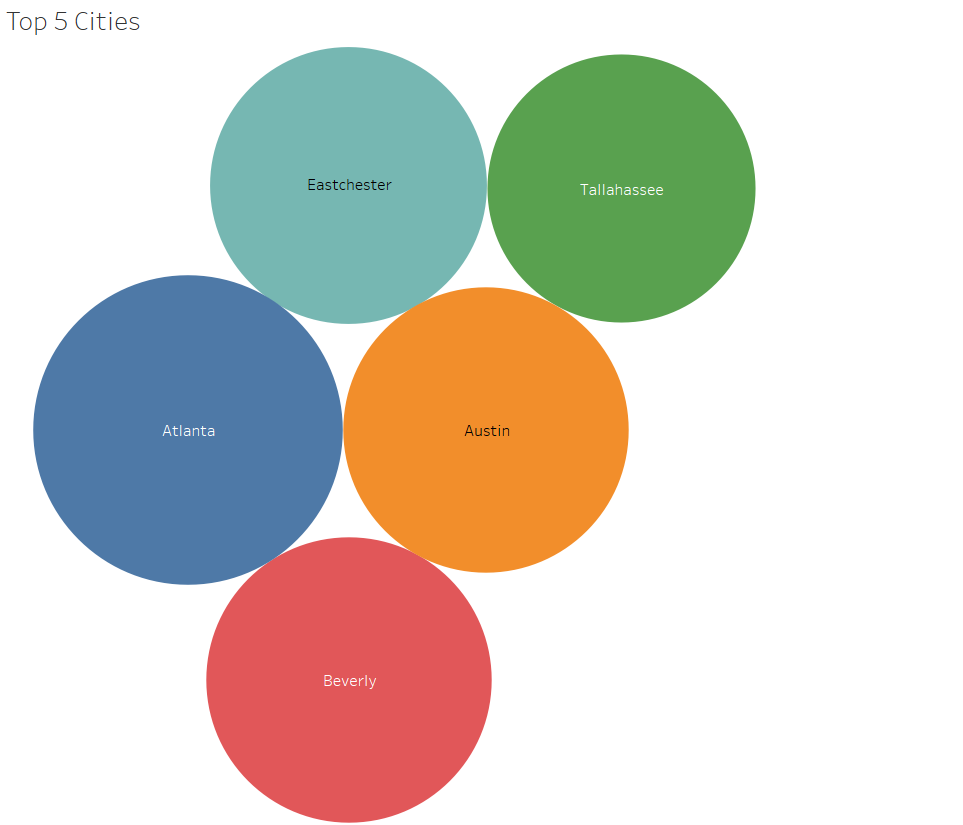 Top 5 Cities
Eastchester
Tallahassee
Atlanta
Austin
Beverly